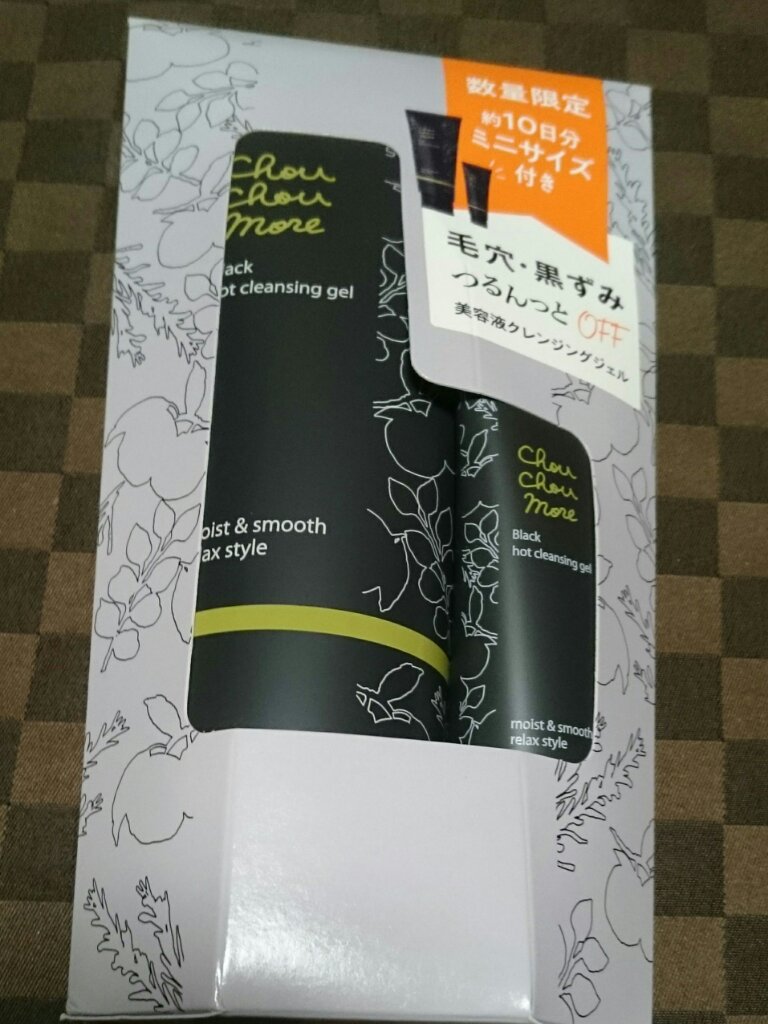 数量限定
約10日分
ミニサイズ
付き
毛穴・黒ずみ
つるんっと OFF
美容液クレンジングジェル
Chou
Chou
more
lack
ot cleansing gel
oist & smooth
lax style
Chou
Chou
more
Black
hot cleansing gel
moist & smooth
relax style